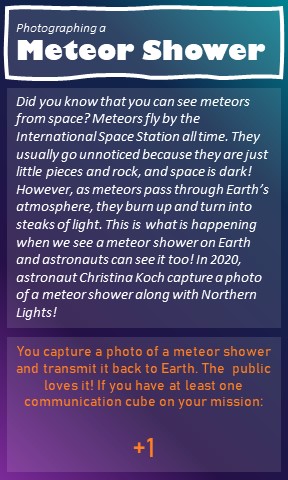 Photographing a
Meteor Shower
Did you know that you can see meteors
from space? Meteors fly by the
International Space Station all time. They
usually go unnoticed because they are just
little pieces and rock, and space is dark!
However, as meteors pass through Earth's
atmosphere, they burn up and turn into
steaks of light. This is what is happening
when we see a meteor shower on Earth
and astronauts can see it too! In 2020,
astronaut Christina Koch capture a photo
of a meteor shower along with Northern
Lights!
You capture a photo of a meteor shower
and transmit it back to Earth. The public
loves it! If you have at least one
communication cube on your mission:
+1